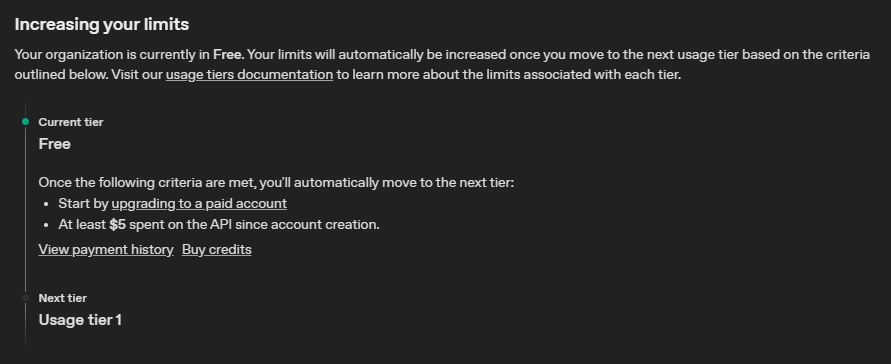 Increasing your limits
Your organization is currently in Free. Your limits will automatically be increased once you move to the next usage tier based on the criteria
outlined below. Visit our usage tiers documentation to learn more about the limits associated with each tier.
Current tier
Free
Once the following criteria are met, you'll automatically move to the next tier:
• Start by upgrading to a paid account
• At least $5 spent on the API since account creation.
View payment history Buy credits
Next tier
Usage tier 1